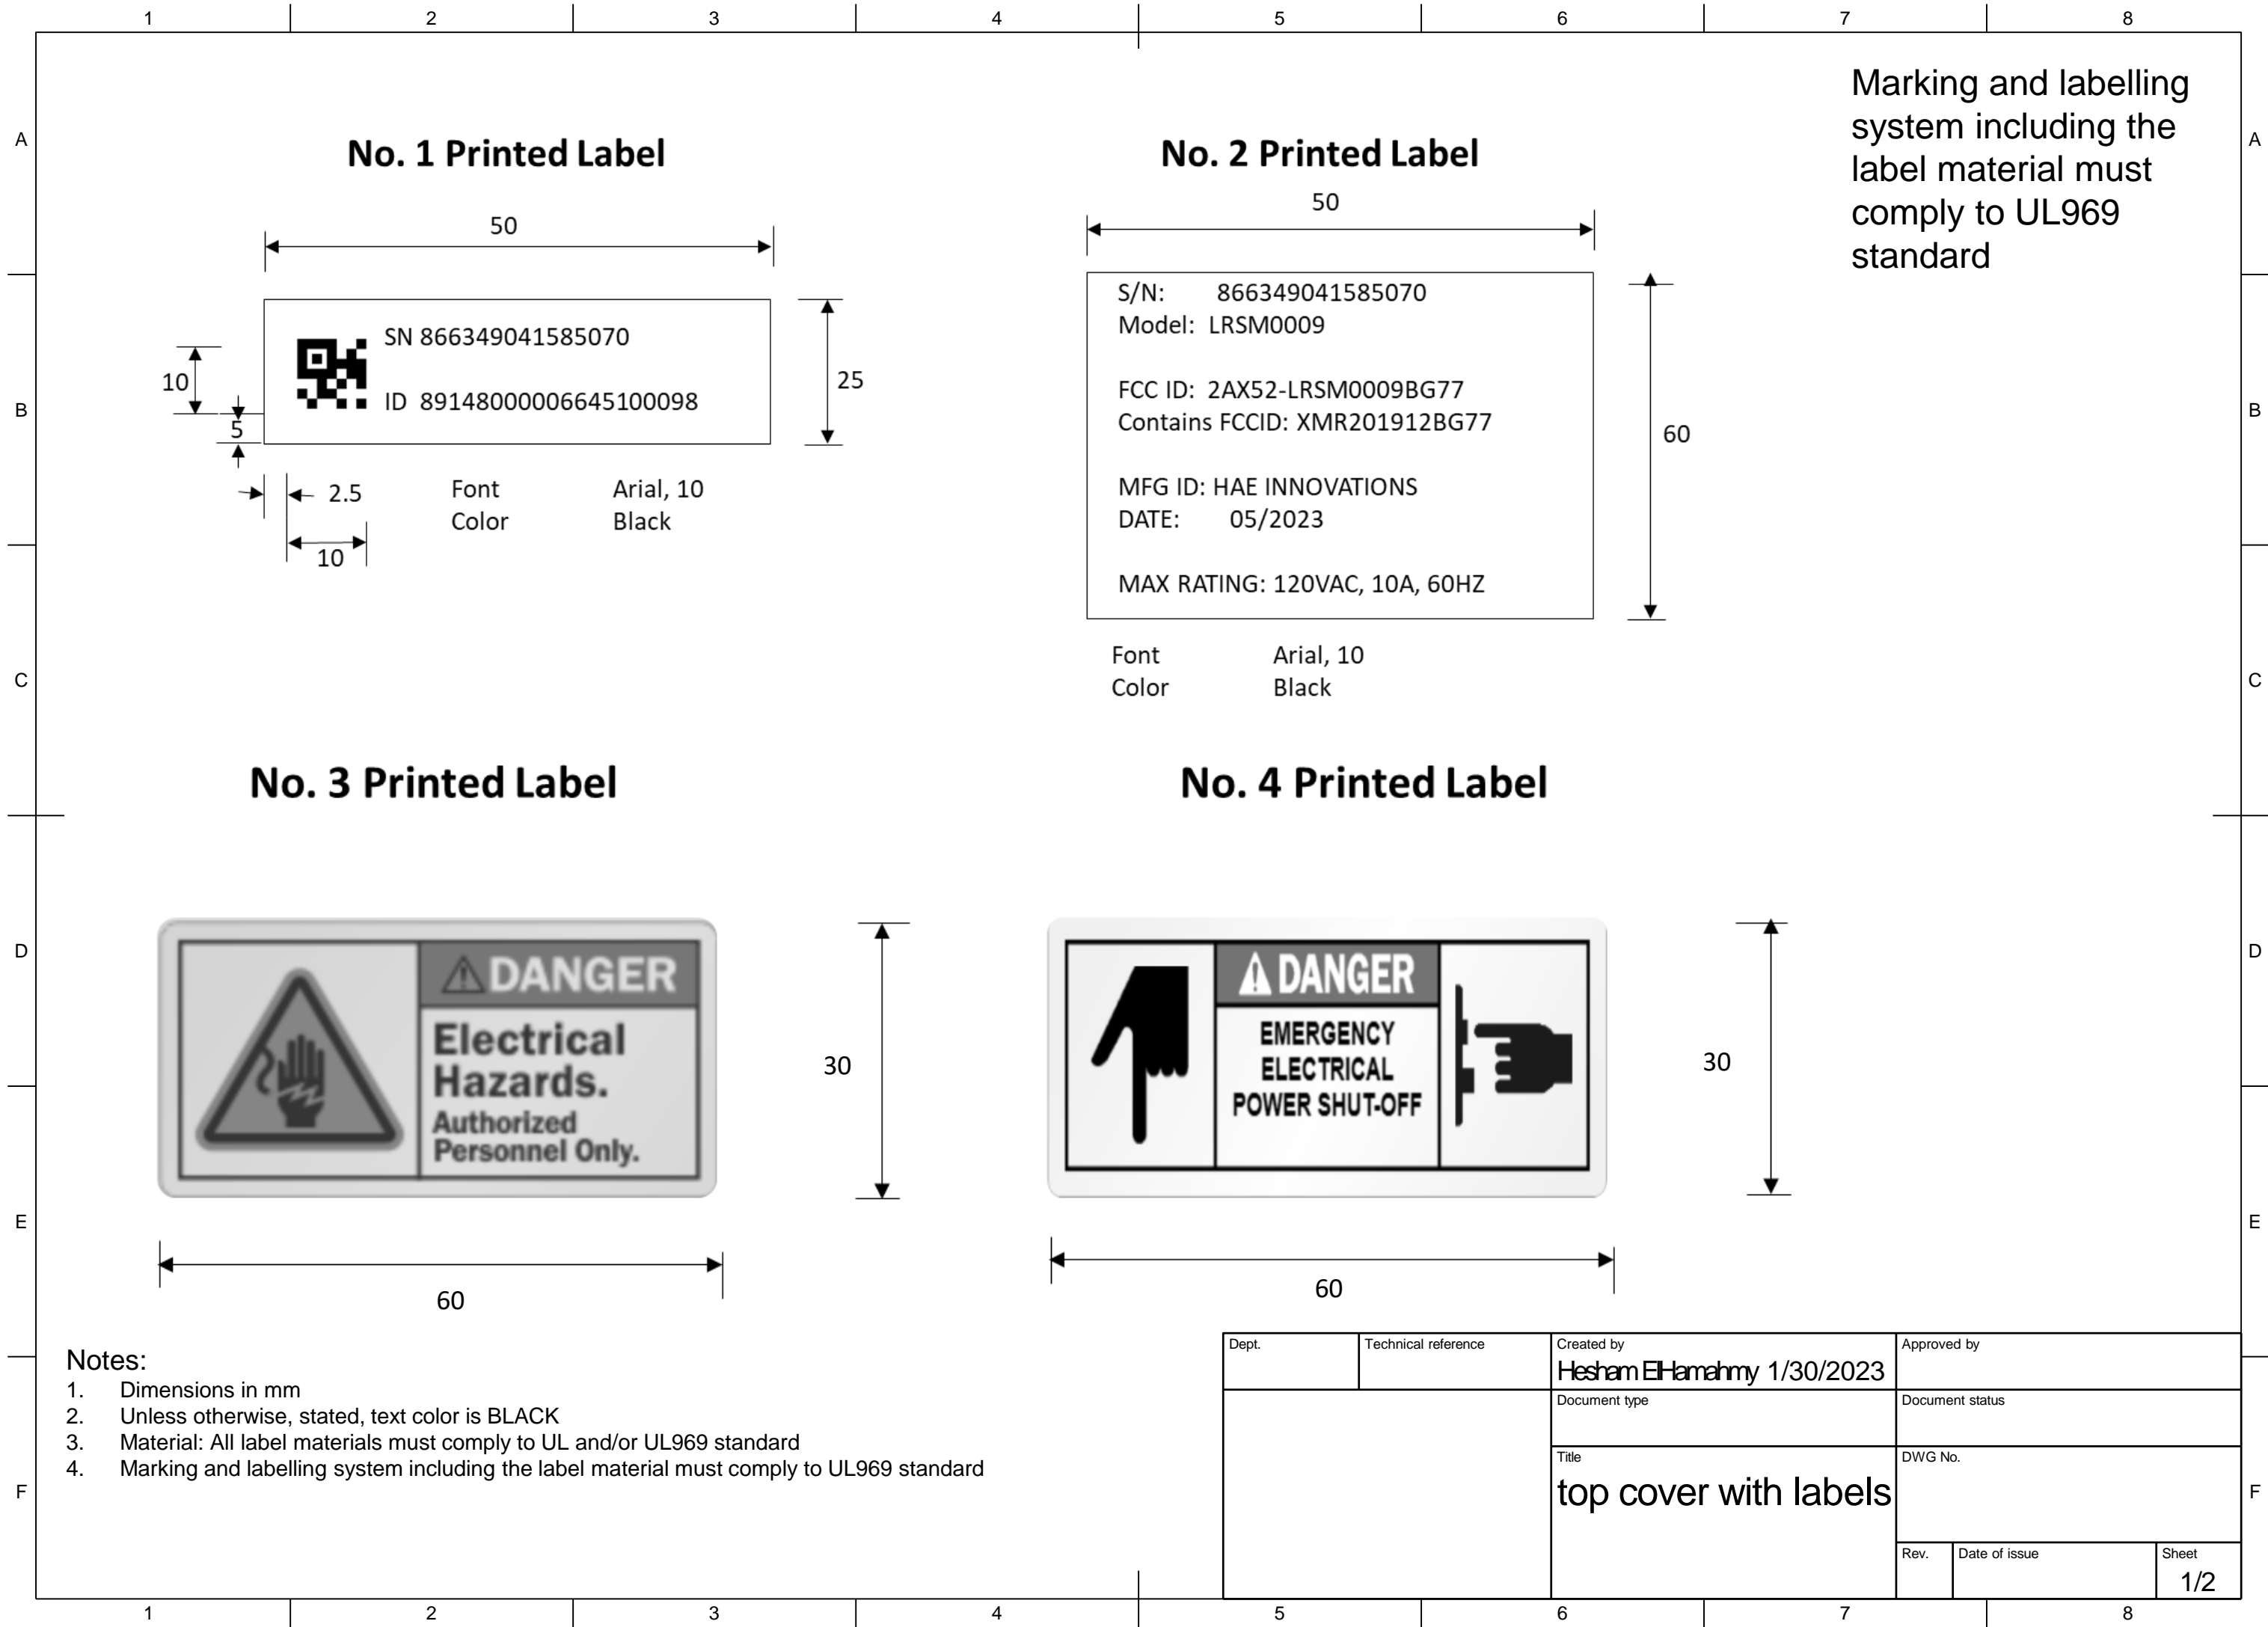 1 2 3 4 5 6 7 8
A
B
C
D
E
F
Marking and labelling
system including the
label material must
comply to UL969
standard
No. 1 Printed Label
50
SN 866349041585070
ID 89148000006645100098
10
5
25
2.5
10
Font Arial, 10
Color Black
No. 2 Printed Label
50
S/N: 866349041585070
Model: LRSM0009
FCC ID: 2AX52-LRSM0009BG77
Contains FCCID: XMR201912BG77
MFG ID: HAE INNOVATIONS
DATE: 05/2023
MAX RATING: 120VAC, 10A, 60HZ
60
Font Arial, 10
Color Black
No. 3 Printed Label
DANGER
Electrical
Hazards.
Authorized
Personnel Only.
30
60
No. 4 Printed Label
DANGER
EMERGENCY
ELECTRICAL
POWER SHUT-OFF
30
60
Notes:
1. Dimensions in mm
2. Unless otherwise, stated, text color is BLACK
3. Material: All label materials must comply to UL and/or UL969 standard
4. Marking and labelling system including the label material must comply to UL969 standard
Dept.
Technical reference
Created by
Hesham ElHamahmy 1/30/2023
Approved by
Document type
Document status
Title
top cover with labels
DWG No.
Rev.
Date of issue
Sheet
1/2
A
B
C
D
E
F
1 2 3 4 5 6 7 8